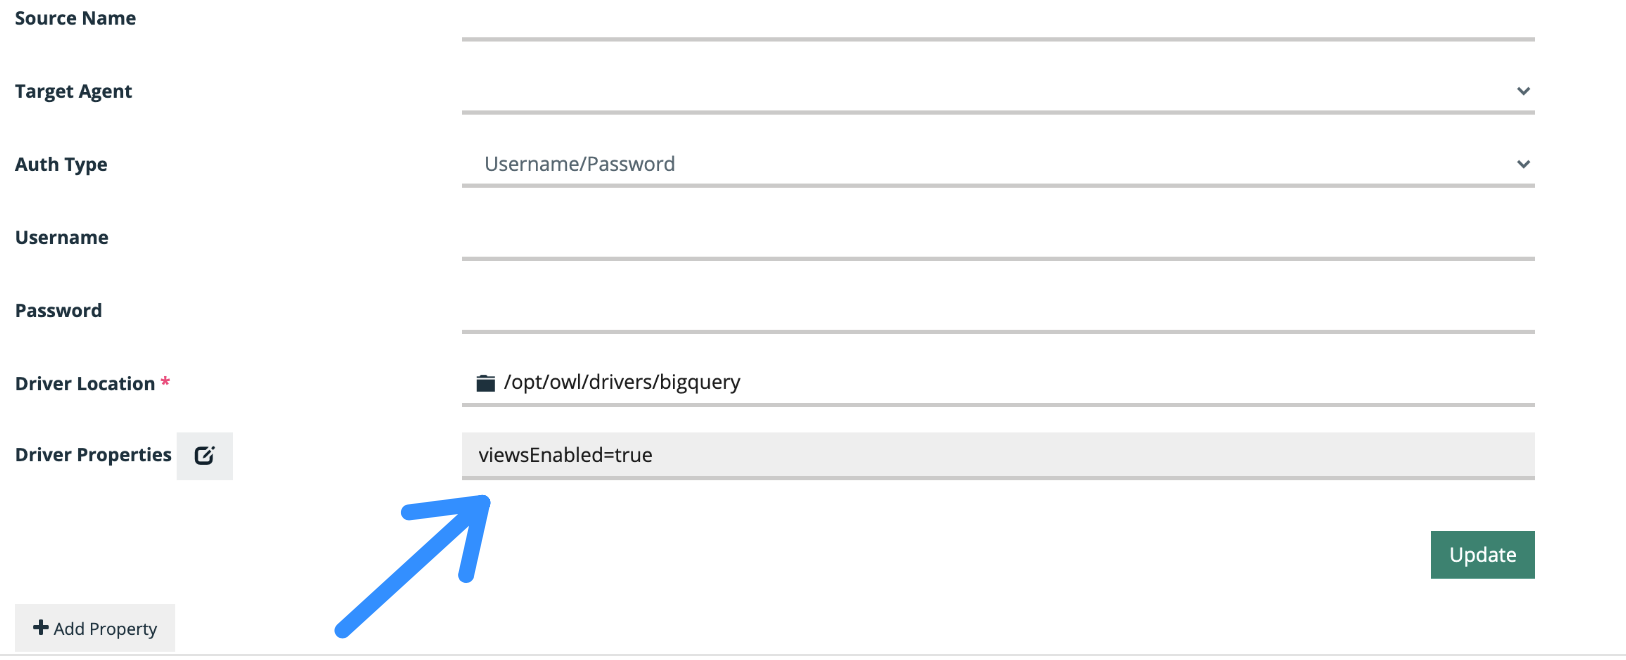 Source Name
Target Agent
Auth Type Username/Password
Username
Password
Driver Location * /opt/owl/drivers/bigquery
Driver Properties viewsEnabled=true
Update
Add Property